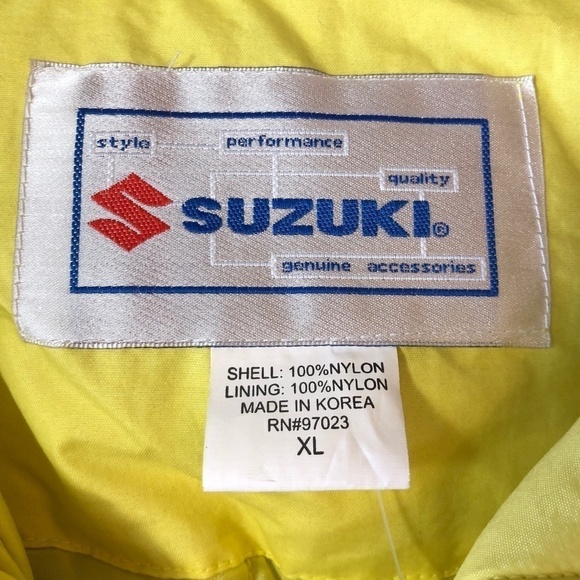 style performance
quality
SUZUKI®
genuine accessories
SHELL: 100%NYLON
LINING: 100%NYLON
MADE IN KOREA
RN#97023
XL